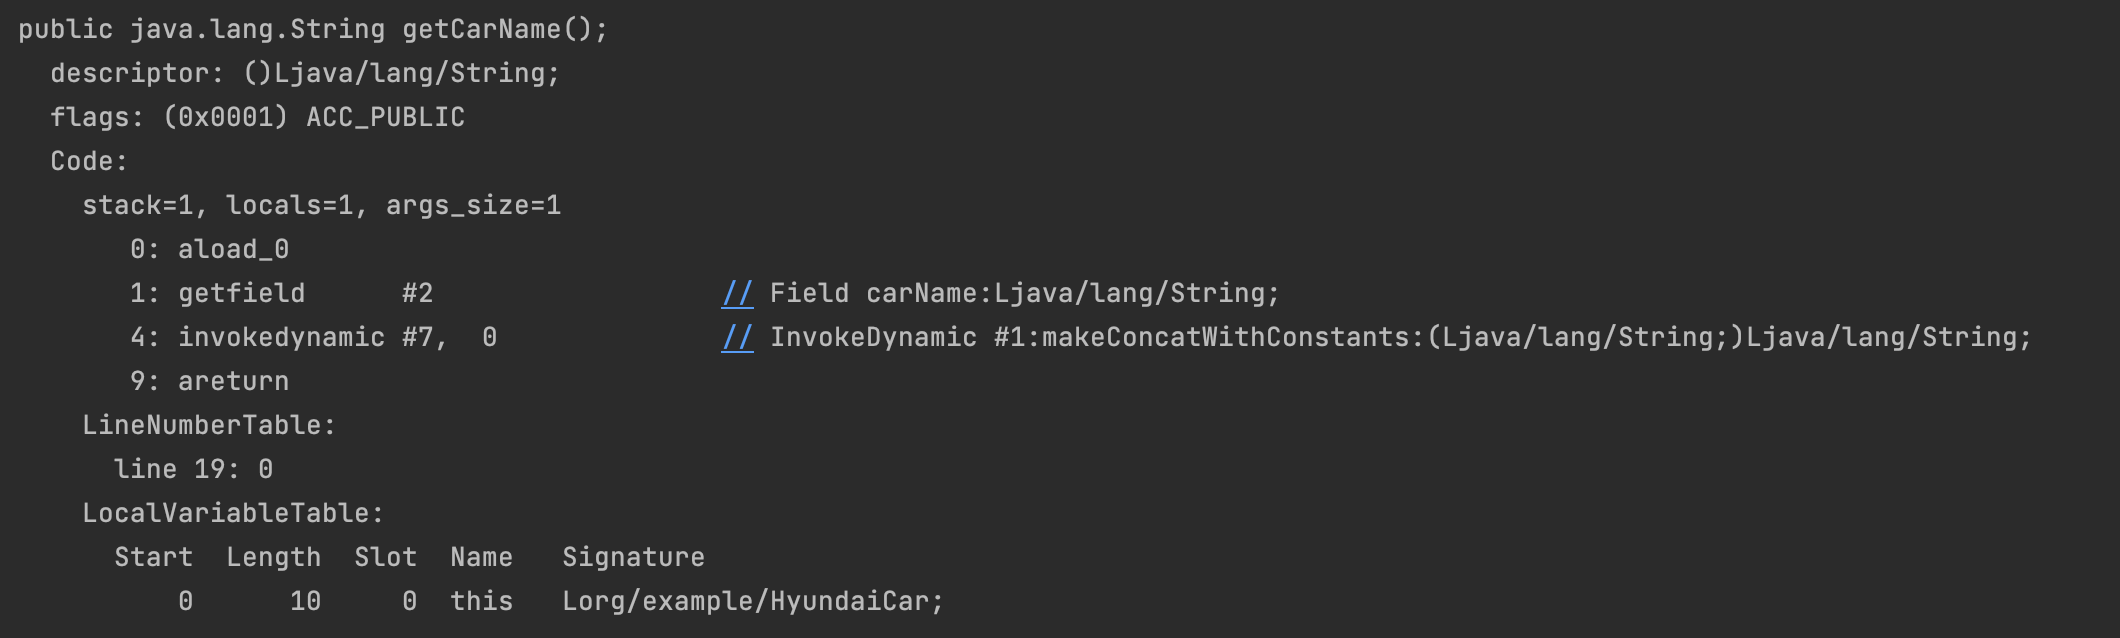 public java.lang.String getCarName();
  descriptor: ()Ljava/lang/String;
  flags: (0x0001) ACC_PUBLIC
  Code:
    stack=1, locals=1, args_size=1
       0: aload_0
       1: getfield      #2                  // Field carName:Ljava/lang/String;
       4: invokedynamic #7,  0              // InvokeDynamic #1:makeConcatWithConstants:(Ljava/lang/String;)Ljava/lang/String;
       9: areturn
    LineNumberTable:
      line 19: 0
    LocalVariableTable:
      Start  Length  Slot  Name   Signature
          0      10     0  this   Lorg/example/HyundaiCar;